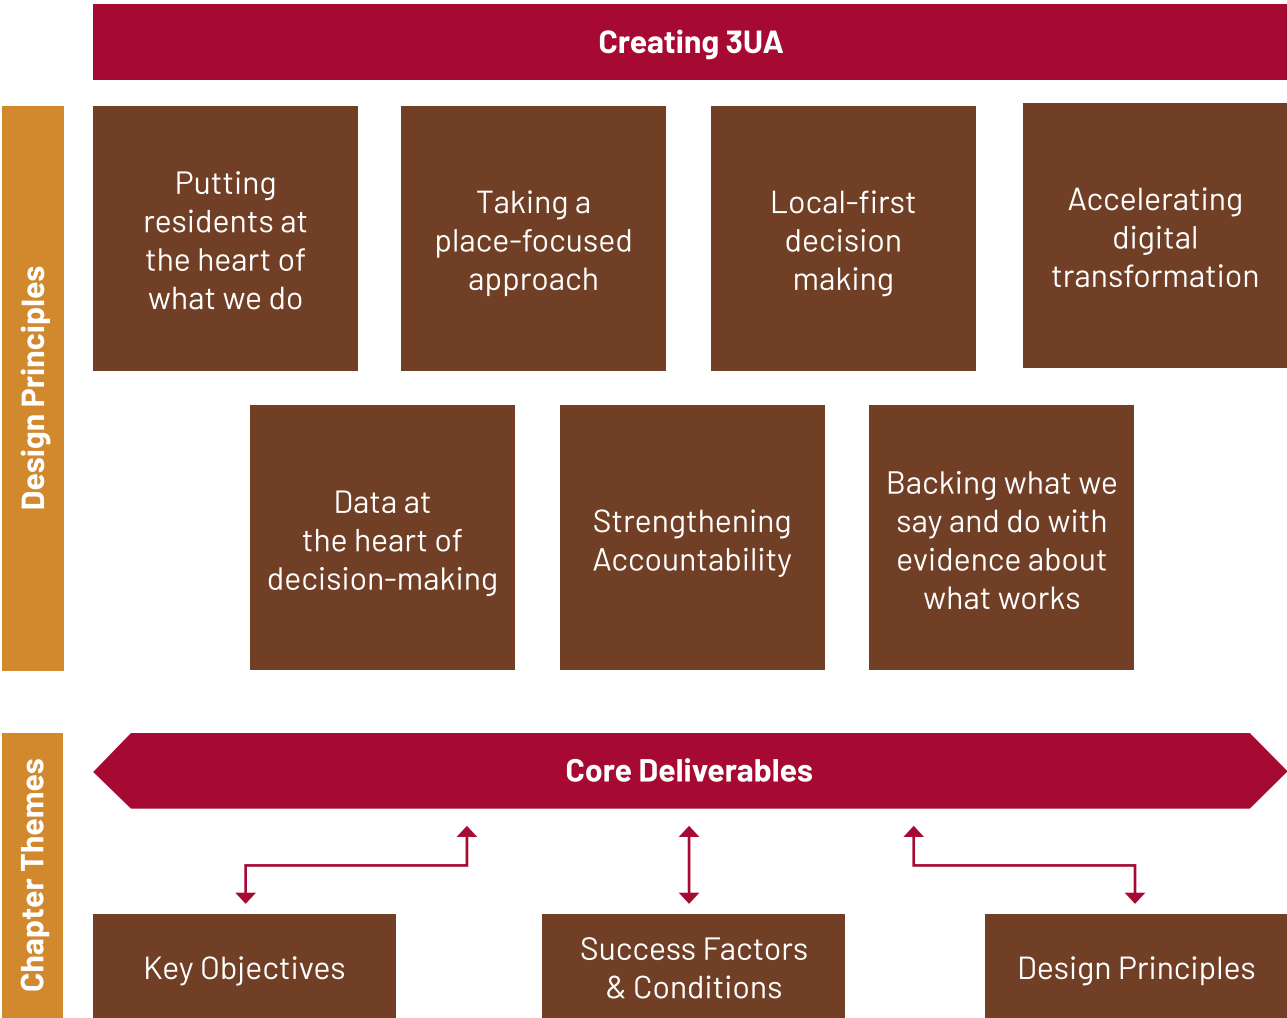 Creating 3UA
Design Principles
Putting
residents at
the heart of
what we do
Taking a
place-focused
approach
Local-first
decision
making
Accelerating
digital
transformation
Data at
the heart of
decision-making
Strengthening
Accountability
Backing what we
say and do with
evidence about
what works
Chapter Themes
Core Deliverables
Key Objectives
Success Factors
& Conditions
Design Principles